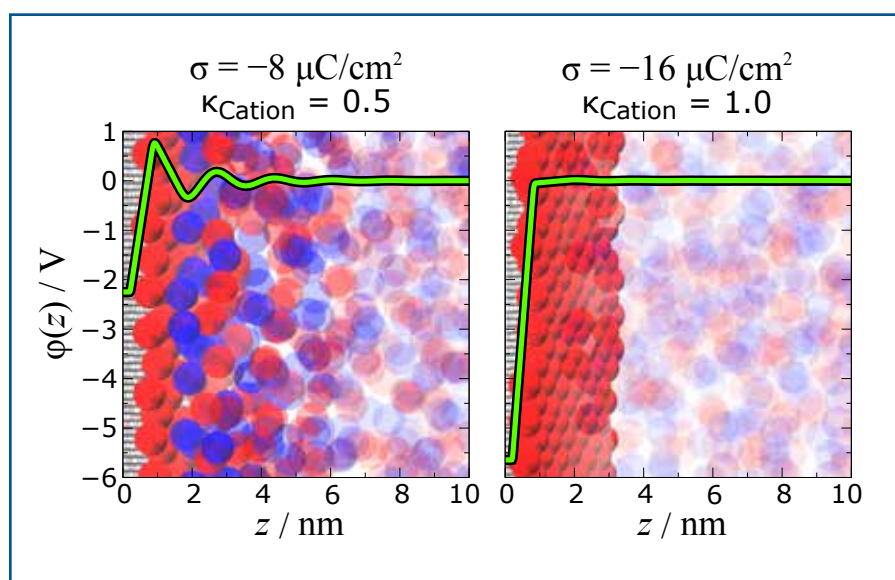 σ = −8 μC/cm²
κCation = 0.5
σ = −16 μC/cm²
κCation = 1.0
φ(z) / V
1
0
−1
−2
−3
−4
−5
−6
0 2 4 6 8 10
z / nm
0 2 4 6 8 10
z / nm